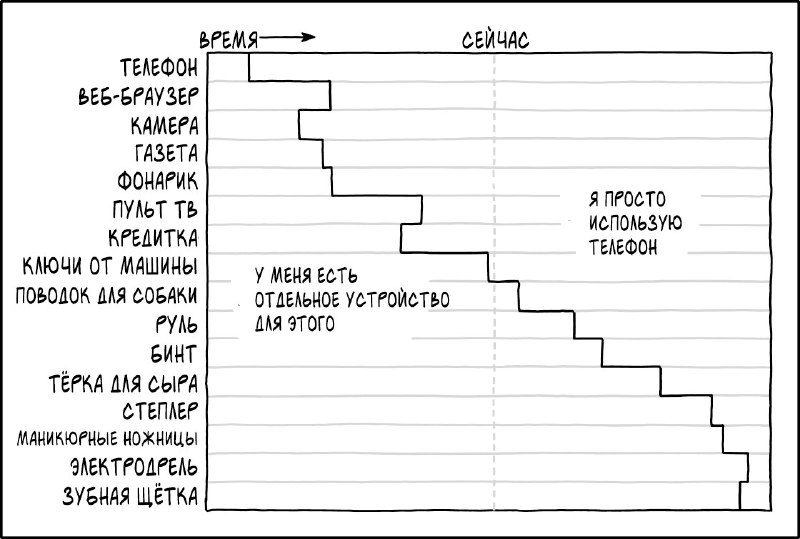 ВРЕМЯ
СЕЙЧАС
ТЕЛЕФОН
ВЕБ-БРАУЗЕР
КАМЕРА
ГАЗЕТА
ФОНАРИК
ПУЛЬТ ТВ
КРЕДИТКА
КЛЮЧИ ОТ МАШИНЫ
ПОВОДОК ДЛЯ СОБАКИ
РУЛЬ
БИНТ
ТЁРКА ДЛЯ СЫРА
СТЕПЛЕР
МАНИКЮРНЫЕ НОЖНИЦЫ
ЭЛЕКТРОДРЕЛЬ
ЗУБНАЯ ЩЁТКА
У МЕНЯ ЕСТЬ
ОТДЕЛЬНОЕ УСТРОЙСТВО
ДЛЯ ЭТОГО
Я ПРОСТО
ИСПОЛЬЗУЮ
ТЕЛЕФОН